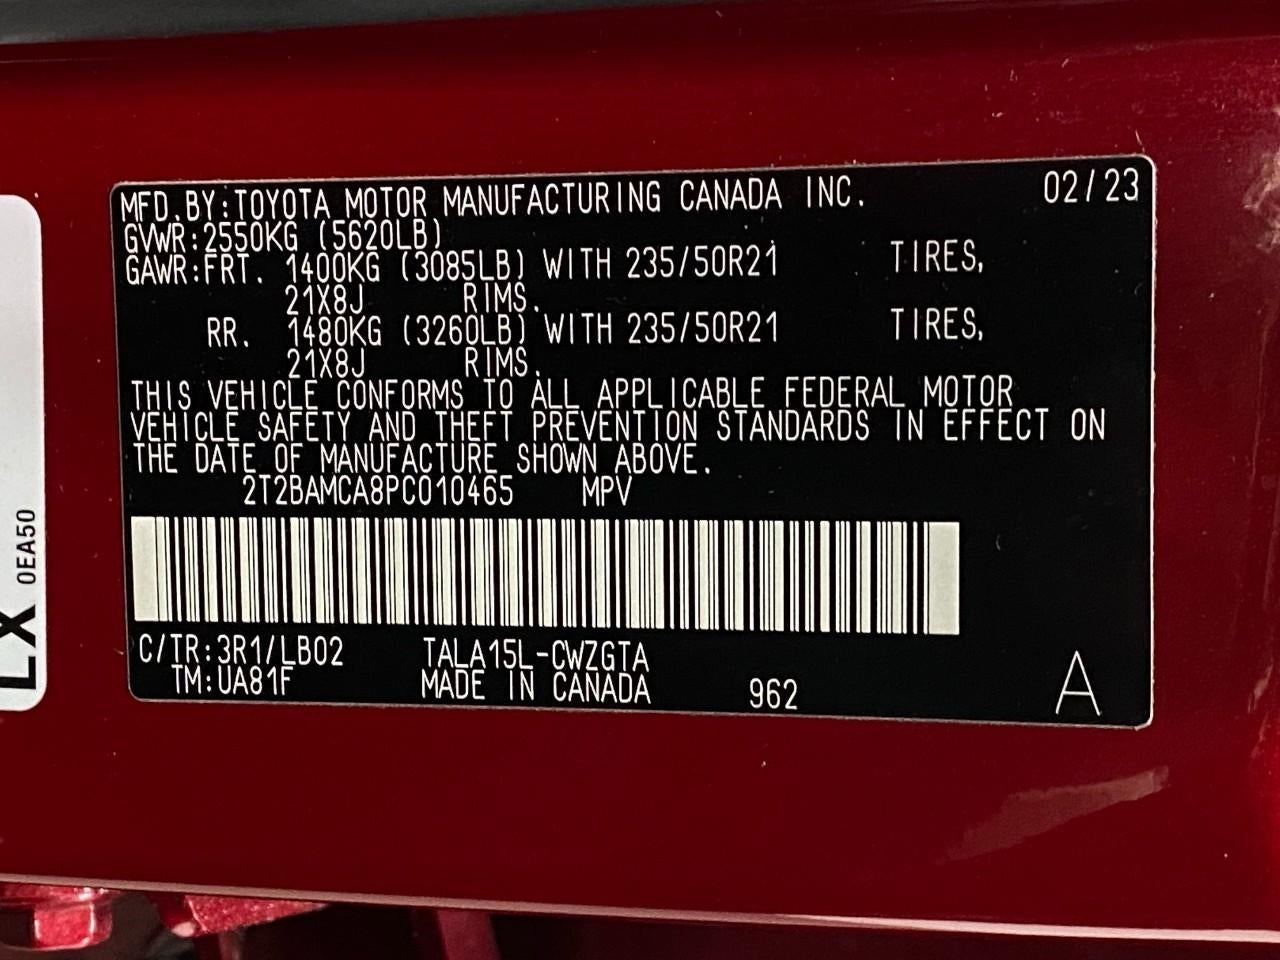 MFD.BY:TOYOTA MOTOR MANUFACTURING CANADA INC. 02/23
GVWR:2550KG (5620LB)
GAWR:FRT. 1400KG (3085LB) WITH 235/50R21 TIRES,
21X8J RIMS.
RR. 1480KG (3260LB) WITH 235/50R21 TIRES,
21X8J RIMS.
THIS VEHICLE CONFORMS TO ALL APPLICABLE FEDERAL MOTOR
VEHICLE SAFETY AND THEFT PREVENTION STANDARDS IN EFFECT ON
THE DATE OF MANUFACTURE SHOWN ABOVE.
2T2BAMCA8PC010465 MPV
C/TR:3R1/LB02 TALA15L-CWZGTA
TM:UA81F MADE IN CANADA 962 A
LX 0EA50